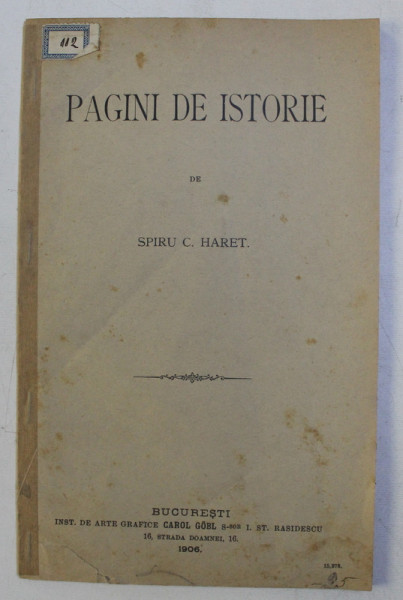 112
PAGINI DE ISTORIE
DE
SPIRU C. HARET.
BUCUREȘTI
INST. DE ARTE GRAFICE CAROL GÖBL S-SOR I. ST. RASIDESCU
16, STRADA DOAMNEI, 16.
1906.